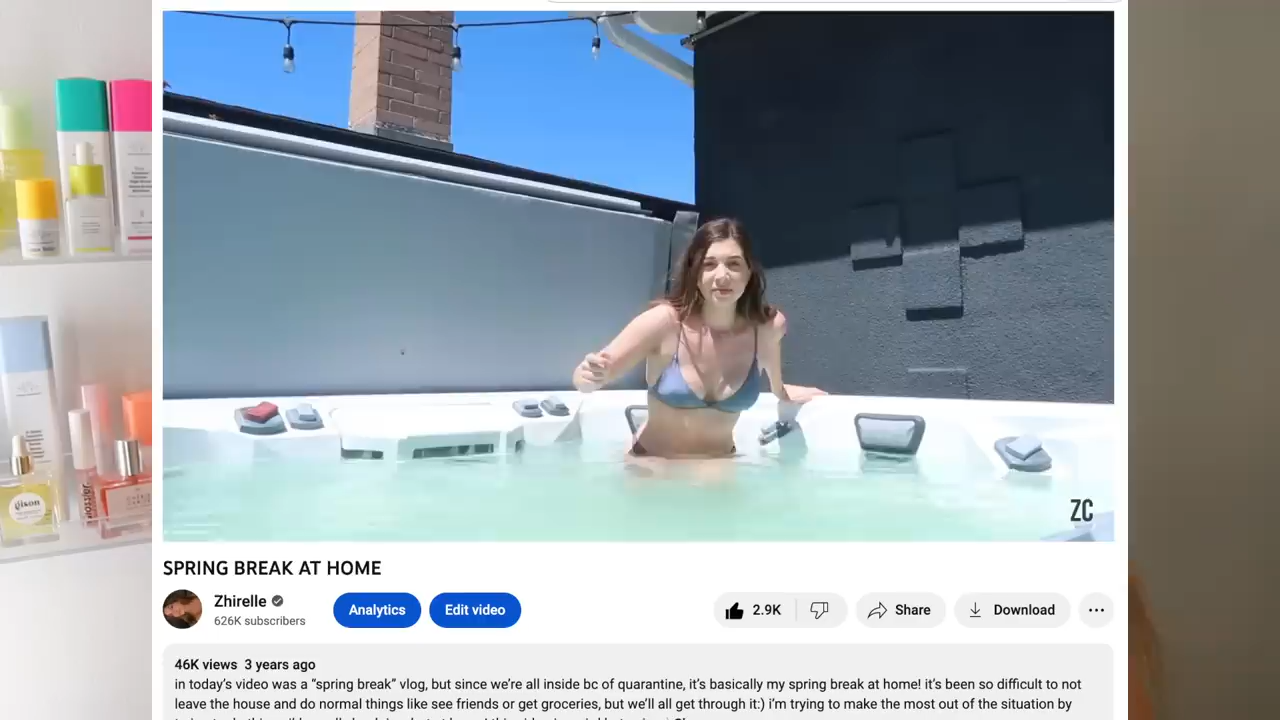 ZC
SPRING BREAK AT HOME
Zhirelle
626K subscribers
Analytics
Edit video
2.9K
Share
Download
46K views 3 years ago
in today's video was a “spring break” vlog, but since we're all inside bc of quarantine, it's basically my spring break at home! it's been so difficult to not
leave the house and do normal things like see friends or get groceries, but we'll all get through it:) i'm trying to make the most out of the situation by
gison